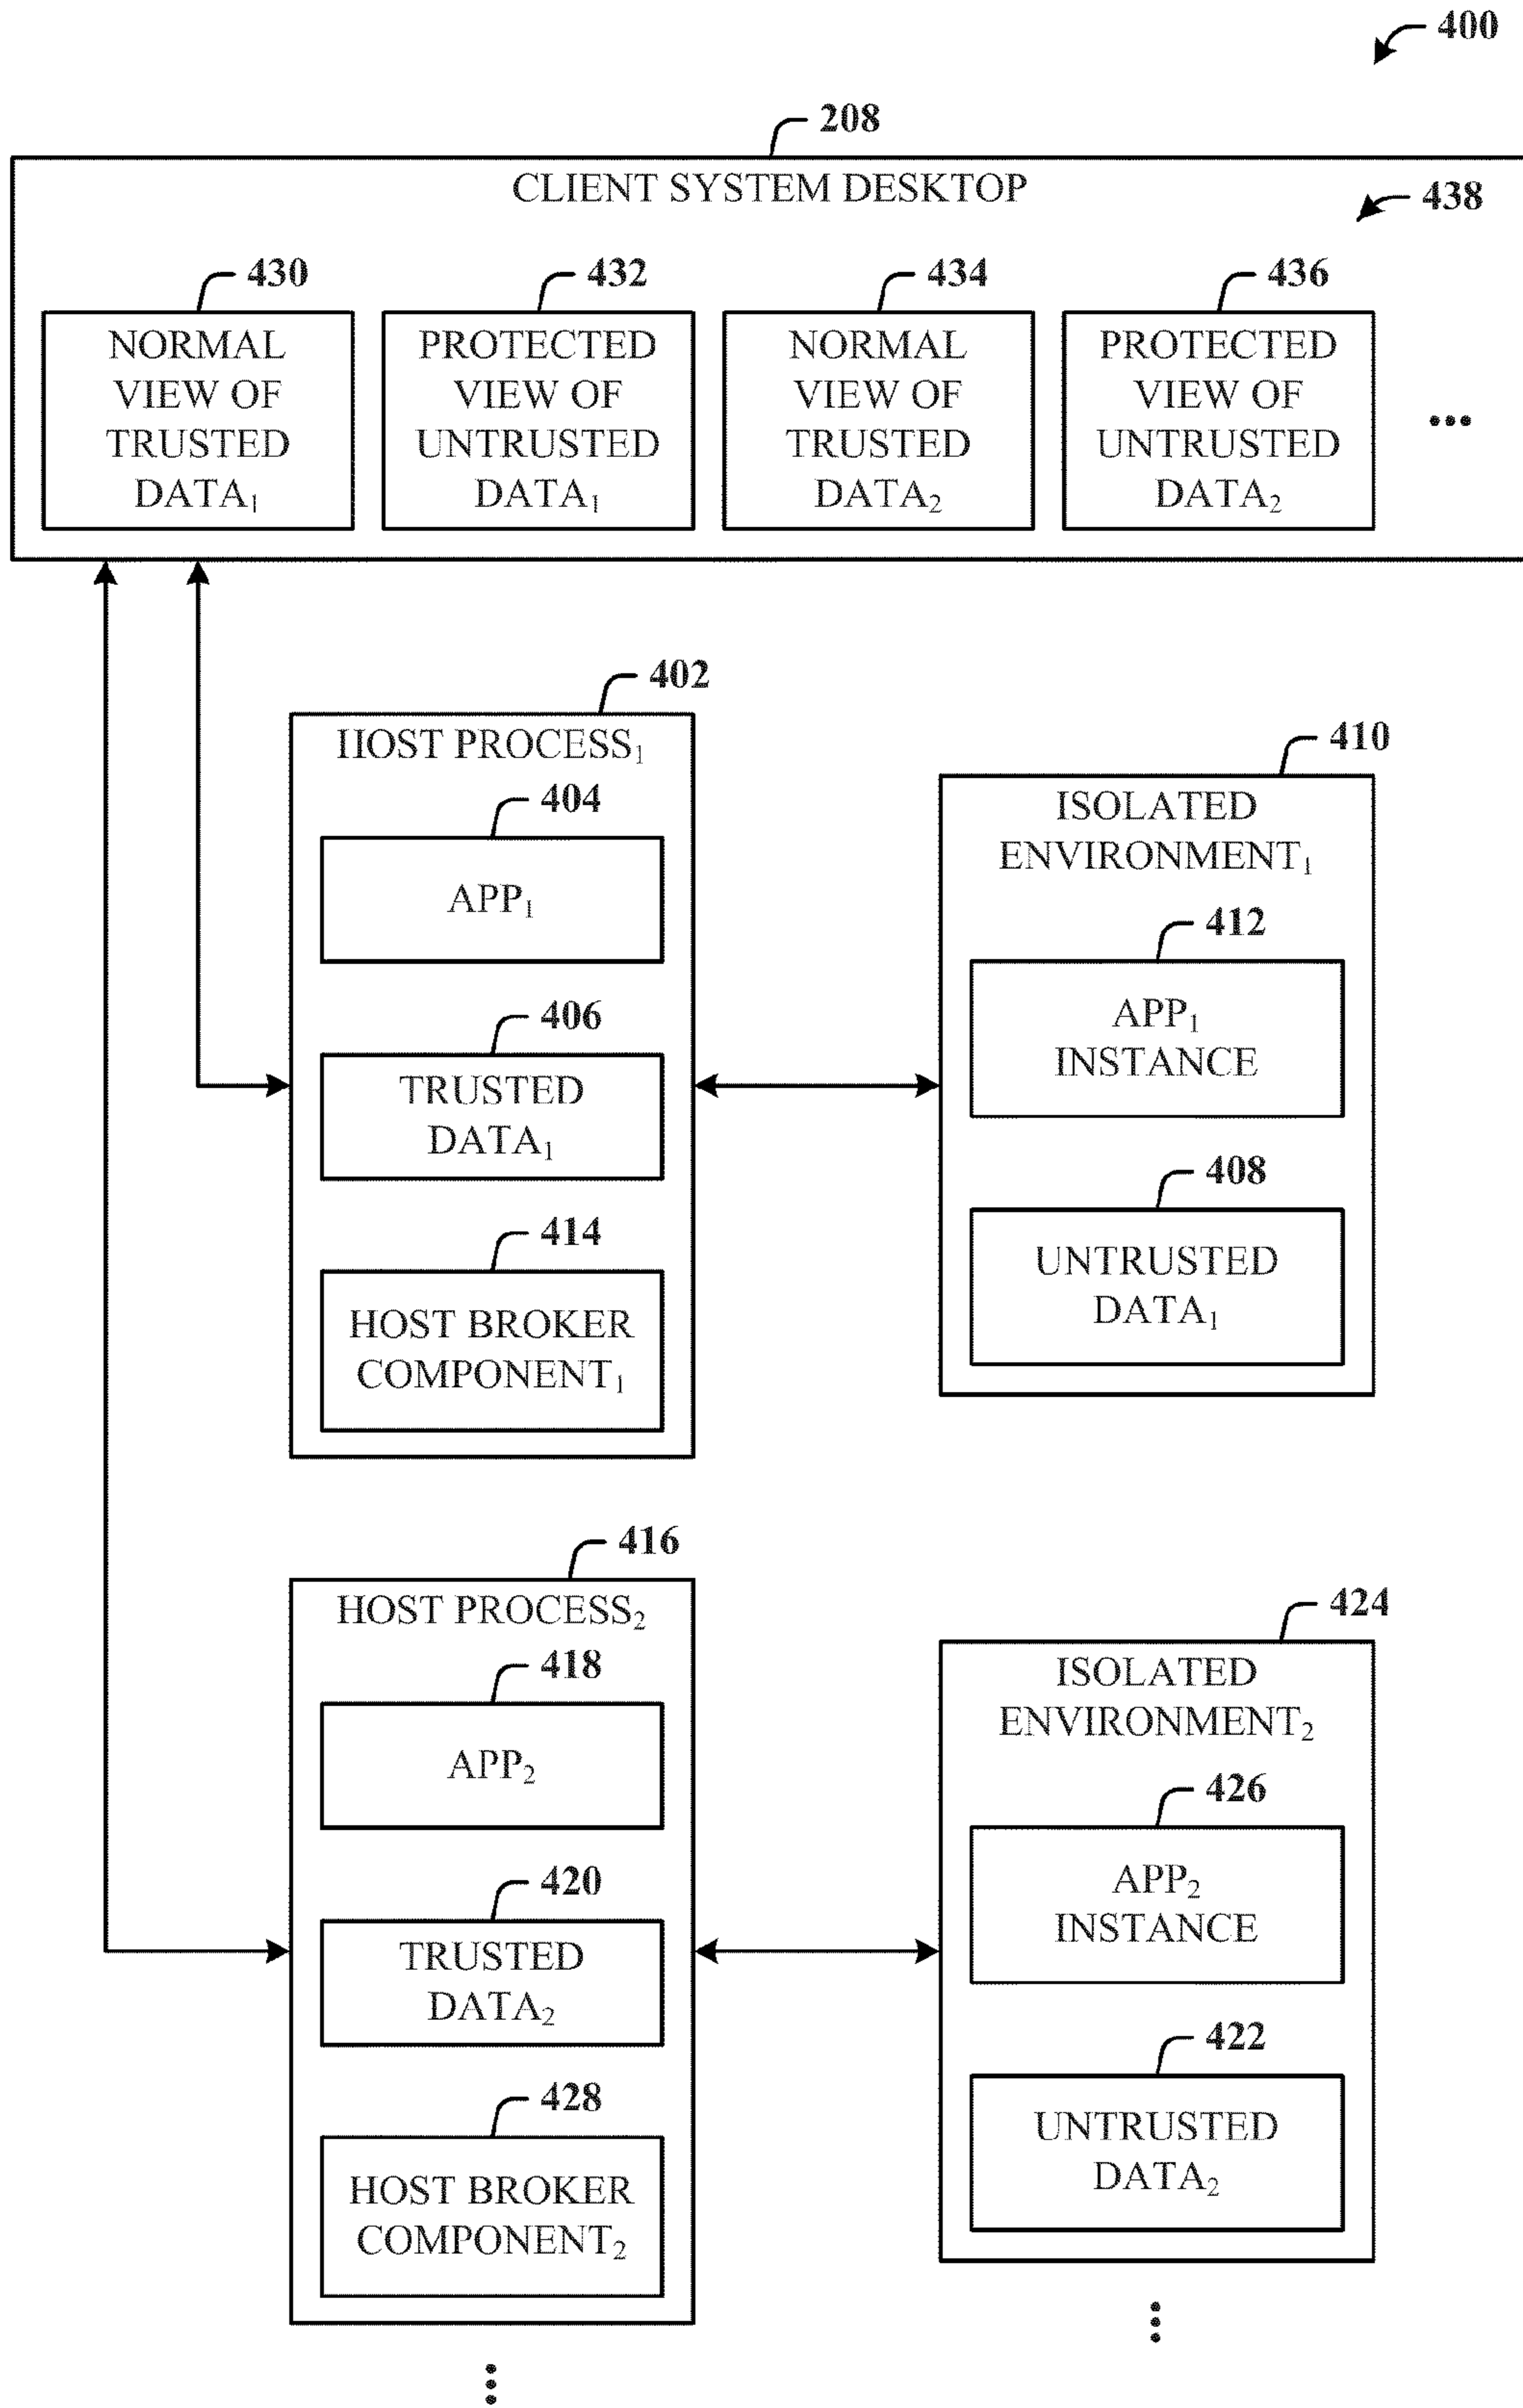 400
208
CLIENT SYSTEM DESKTOP
438
430
432
434
436
NORMAL
VIEW OF
TRUSTED
DATA₁
PROTECTED
VIEW OF
UNTRUSTED
DATA₁
NORMAL
VIEW OF
TRUSTED
DATA₂
PROTECTED
VIEW OF
UNTRUSTED
DATA₂
...
402
HOST PROCESS₁
404
APP₁
406
TRUSTED
DATA₁
414
HOST BROKER
COMPONENT₁
410
ISOLATED
ENVIRONMENT₁
412
APP₁
INSTANCE
408
UNTRUSTED
DATA₁
416
HOST PROCESS₂
418
APP₂
420
TRUSTED
DATA₂
428
HOST BROKER
COMPONENT₂
424
ISOLATED
ENVIRONMENT₂
426
APP₂
INSTANCE
422
UNTRUSTED
DATA₂